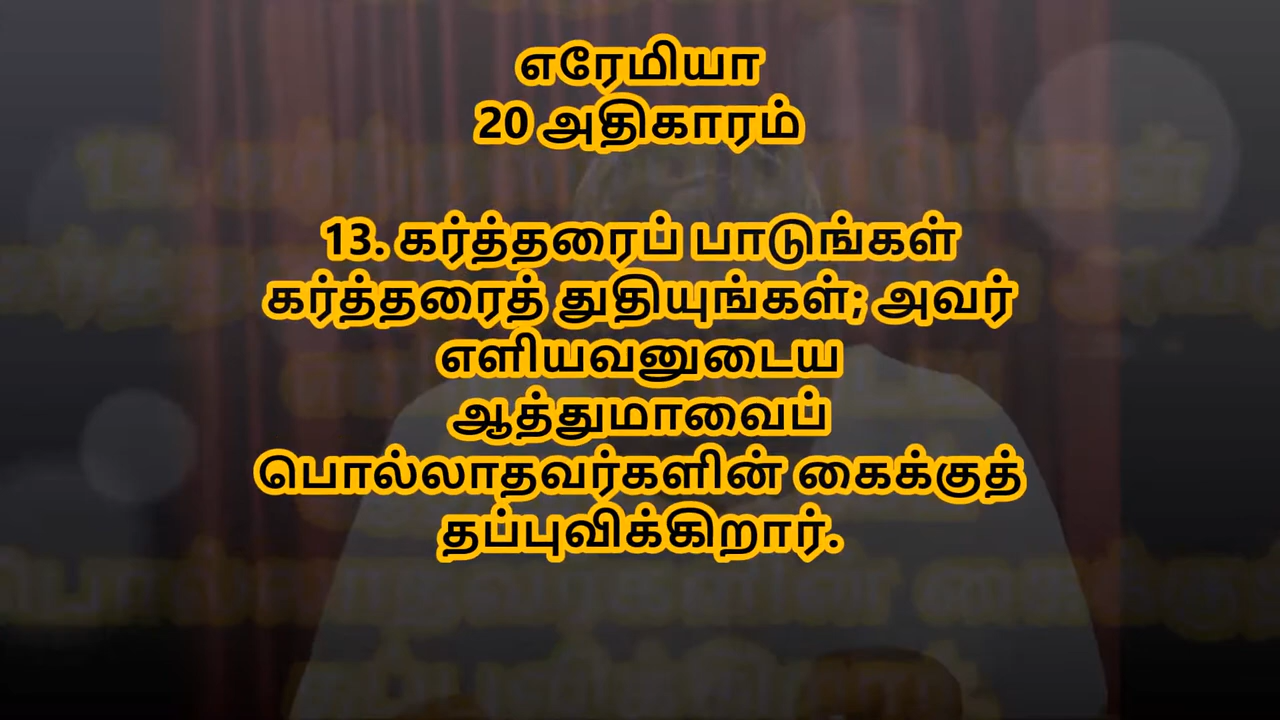 எரேமியா
20 அதிகாரம்
13. கர்த்தரைப் பாடுங்கள்
கர்த்தரைத் துதியுங்கள்; அவர்
எளியவனுடைய
ஆத்துமாவைப்
பொல்லாதவர்களின் கைக்குத்
தப்புவிக்கிறார்.